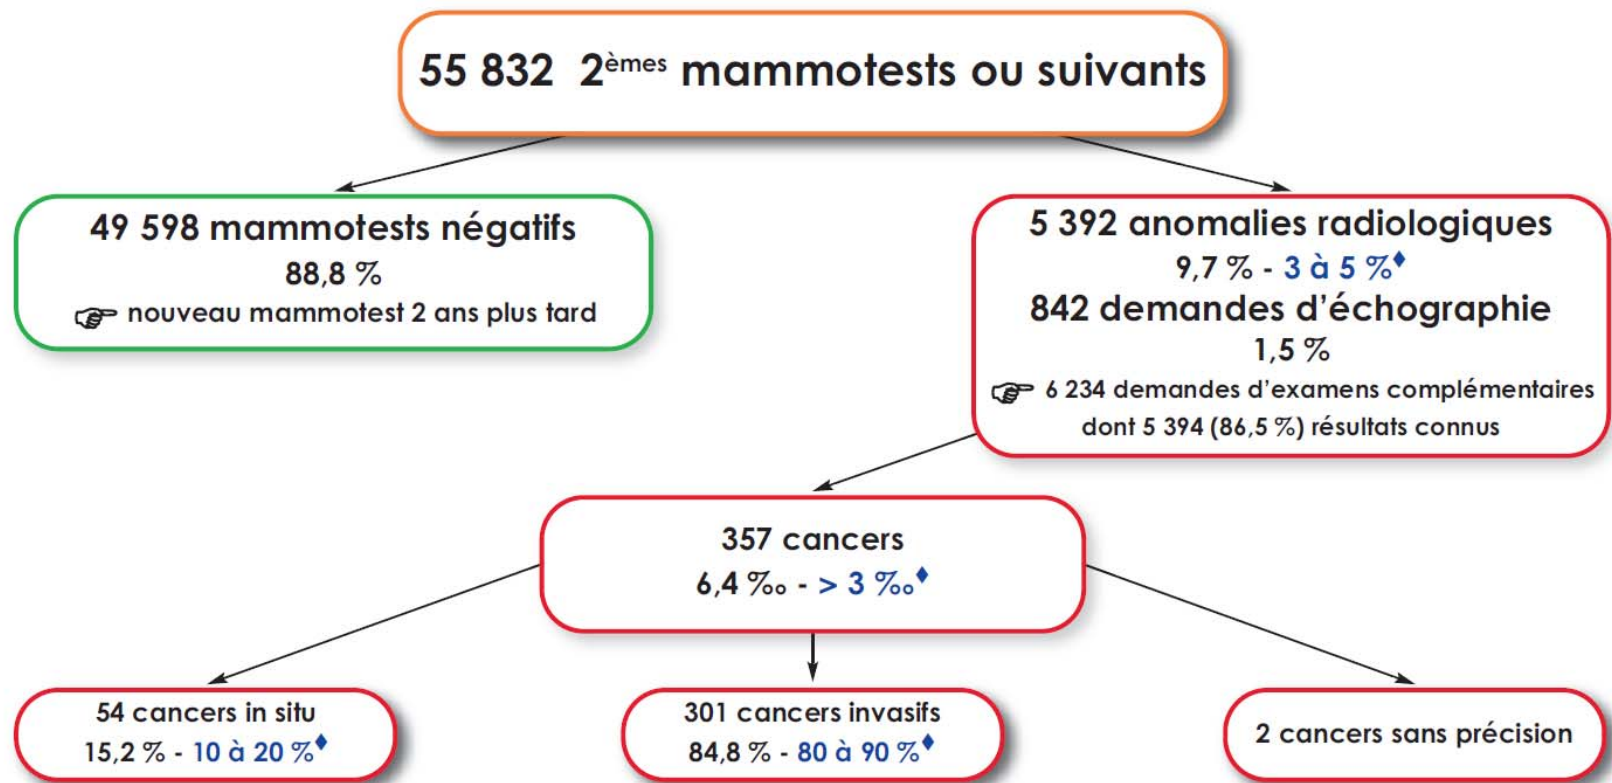 55 832 2èmes mammotests ou suivants
49 598 mammotests négatifs
88,8 %
☞ nouveau mammotest 2 ans plus tard
5 392 anomalies radiologiques
9,7 % - 3 à 5 %♦
842 demandes d'échographie
1,5 %
☞ 6 234 demandes d'examens complémentaires
dont 5 394 (86,5 %) résultats connus
357 cancers
6,4 ‰ - > 3 ‰♦
54 cancers in situ
15,2 % - 10 à 20 %♦
301 cancers invasifs
84,8 % - 80 à 90 %♦
2 cancers sans précision